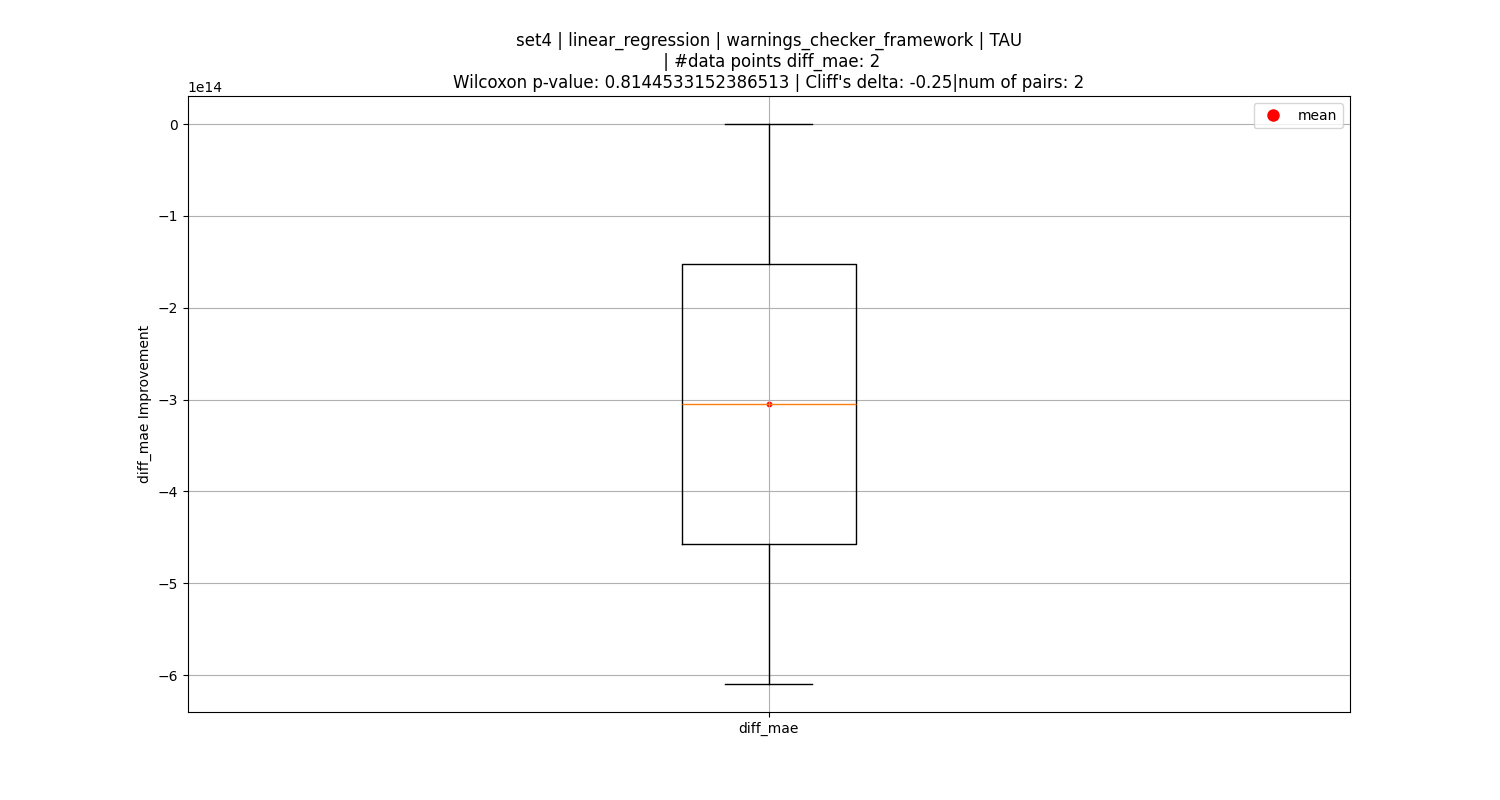 set4 | linear_regression | warnings_checker_framework | TAU
| #data points diff_mae: 2
Wilcoxon p-value: 0.8144533152386513 | Cliff's delta: -0.25|num of pairs: 2
1e14
mean
0
−1
−2
−3
−4
−5
−6
diff_mae Improvement
diff_mae